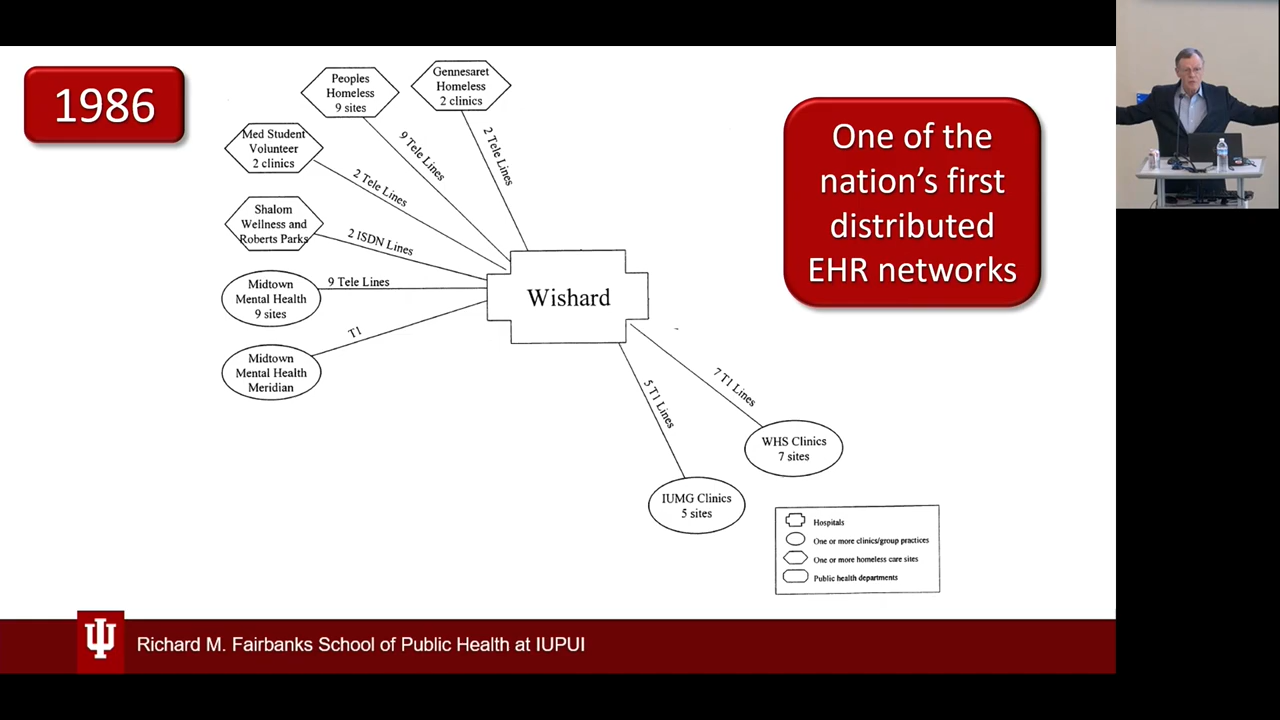 1986
Peoples
Homeless
9 sites
Gennesaret
Homeless
2 clinics
Med Student
Volunteer
2 clinics
Shalom
Wellness and
Roberts Parks
Midtown
Mental Health
9 sites
Midtown
Mental Health
Meridian
2 Tele Lines
9 Tele Lines
2 Tele Lines
2 ISDN Lines
9 Tele Lines
T1
Wishard
5 T1 Lines
7 T1 Lines
WHS Clinics
7 sites
IUMG Clinics
5 sites
One of the
nation’s first
distributed
EHR networks
Hospitals
One or more clinics/group practices
One or more homeless care sites
Public health departments
Richard M. Fairbanks School of Public Health at IUPUI